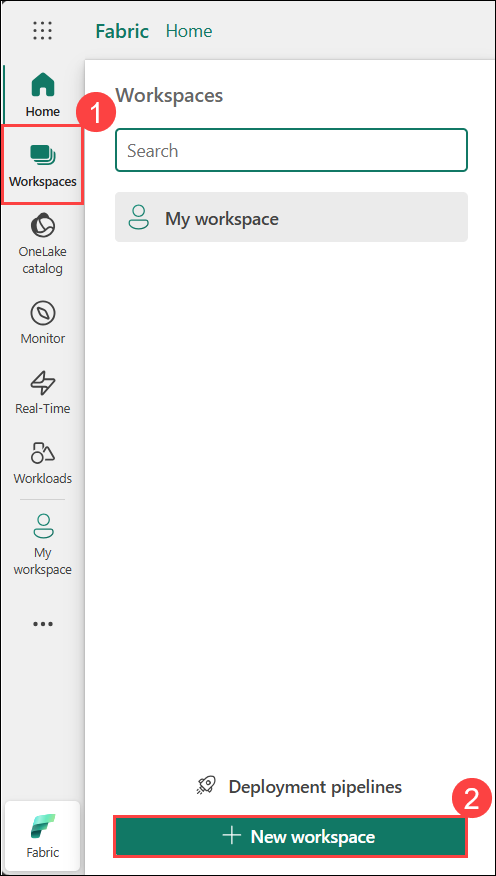 Fabric Home
Home
1
Workspaces
OneLake
catalog
Monitor
Real-Time
Workloads
My
workspace
Fabric
Workspaces
Search
My workspace
Deployment pipelines
2
New workspace